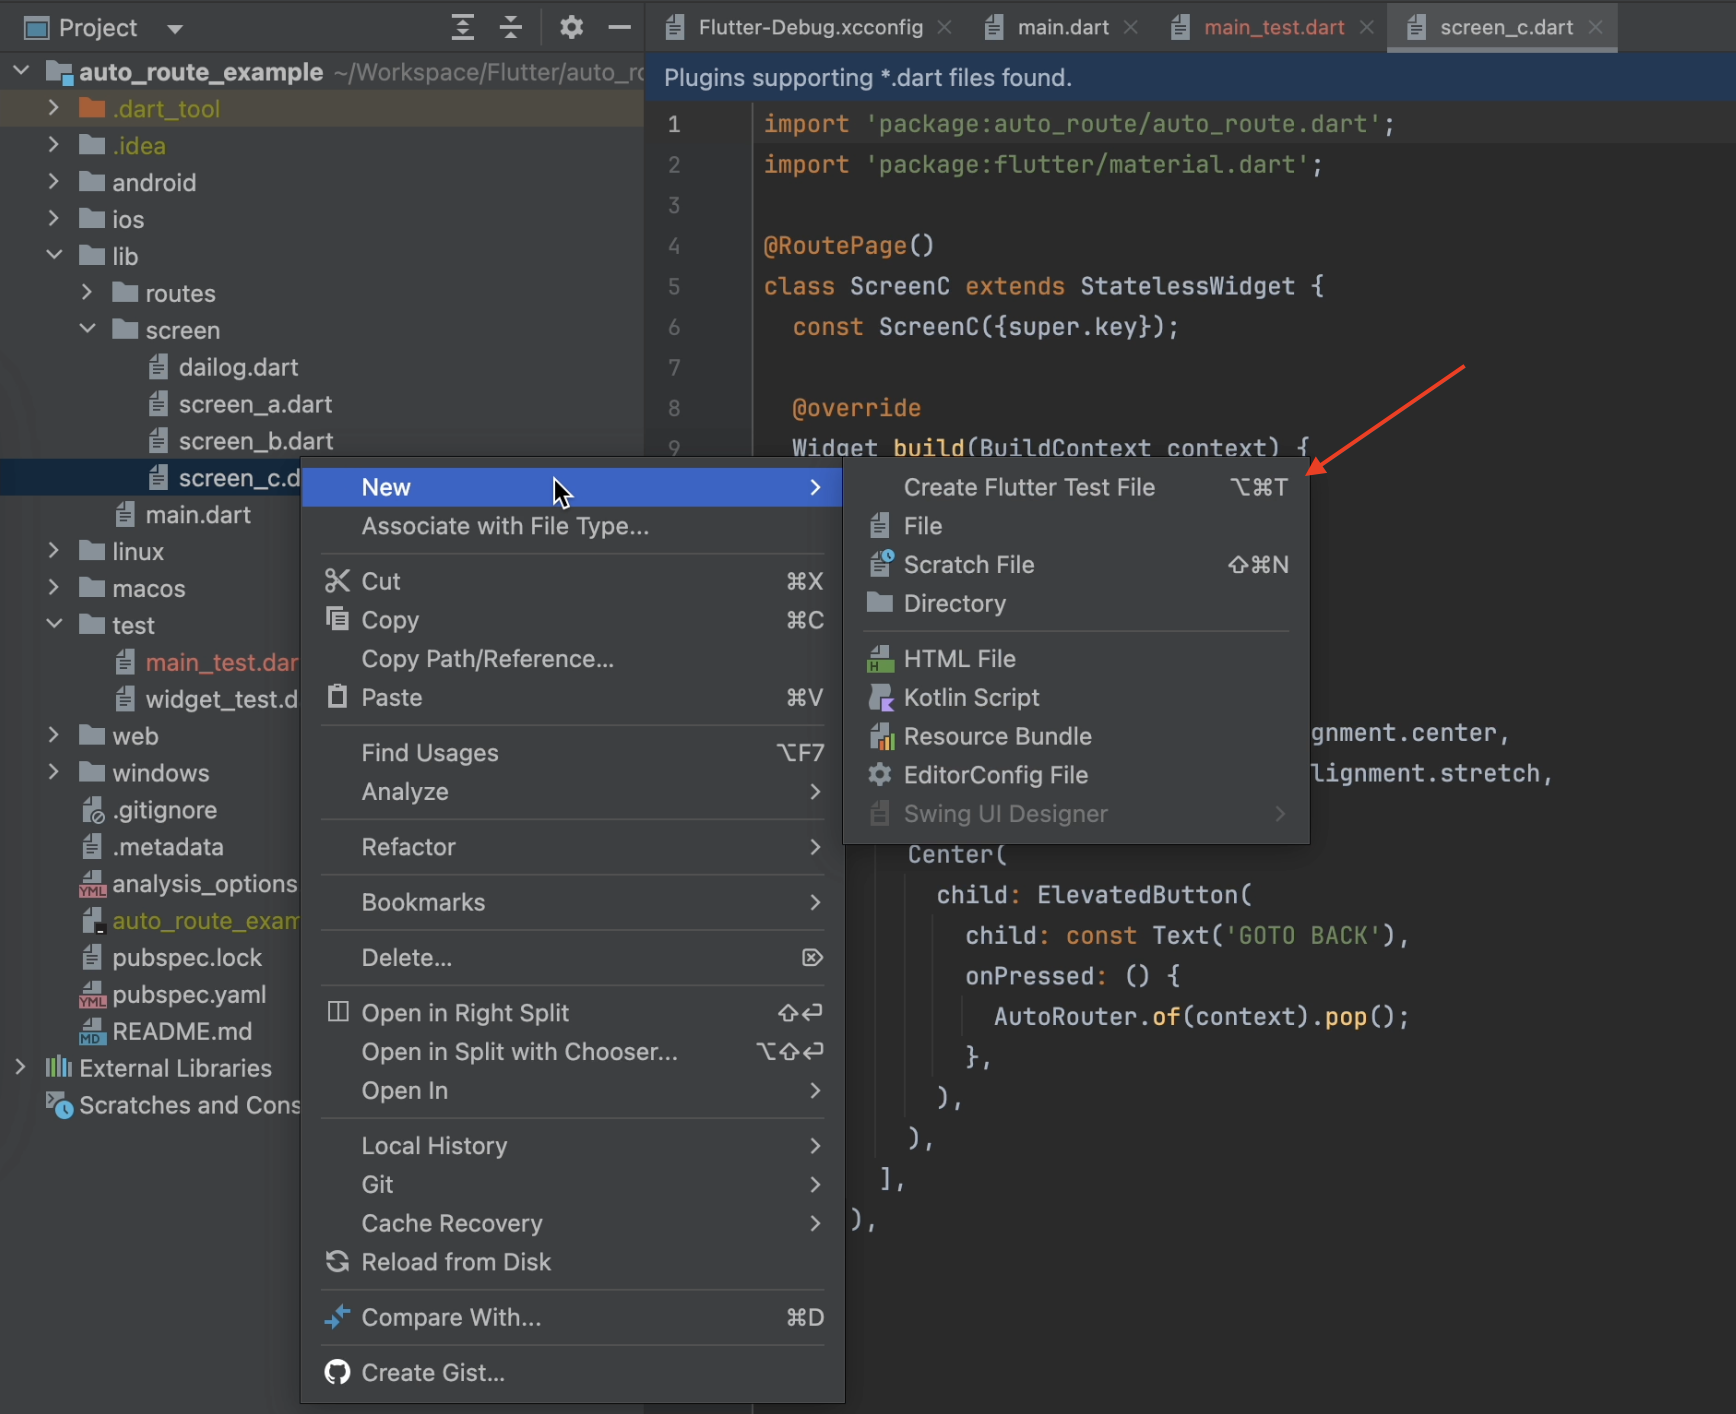 Project
Flutter-Debug.xcconfig
main.dart
main_test.dart
screen_c.dart
auto_route_example ~/Workspace/Flutter/auto_ro
Plugins supporting *.dart files found.
.dart_tool
.idea
android
ios
lib
routes
screen
dailog.dart
screen_a.dart
screen_b.dart
screen_c.d
main.dart
linux
macos
test
main_test.dar
widget_test.d
web
windows
.gitignore
.metadata
analysis_options
auto_route_exam
pubspec.lock
pubspec.yaml
README.md
External Libraries
Scratches and Cons
1 import 'package:auto_route/auto_route.dart';
2 import 'package:flutter/material.dart';
3
4 @RoutePage()
5 class ScreenC extends StatelessWidget {
6 const ScreenC({super.key});
7
8 @override
9 Widget build(BuildContext context) {
New
Associate with File Type...
Cut ⌘X
Copy ⌘C
Copy Path/Reference...
Paste ⌘V
Find Usages ⌥F7
Analyze
Refactor
Bookmarks
Delete... ⌦
Open in Right Split ⇧⏎
Open in Split with Chooser... ⌥⇧⏎
Open In
Local History
Git
Cache Recovery
Reload from Disk
Compare With... ⌘D
Create Gist...
Create Flutter Test File ⌥⌘T
File
Scratch File ⇧⌘N
Directory
HTML File
Kotlin Script
Resource Bundle
EditorConfig File
Swing UI Designer
gnment.center,
lignment.stretch,
Center(
child: ElevatedButton(
child: const Text('GOTO BACK'),
onPressed: () {
AutoRouter.of(context).pop();
},
),
),
],
),